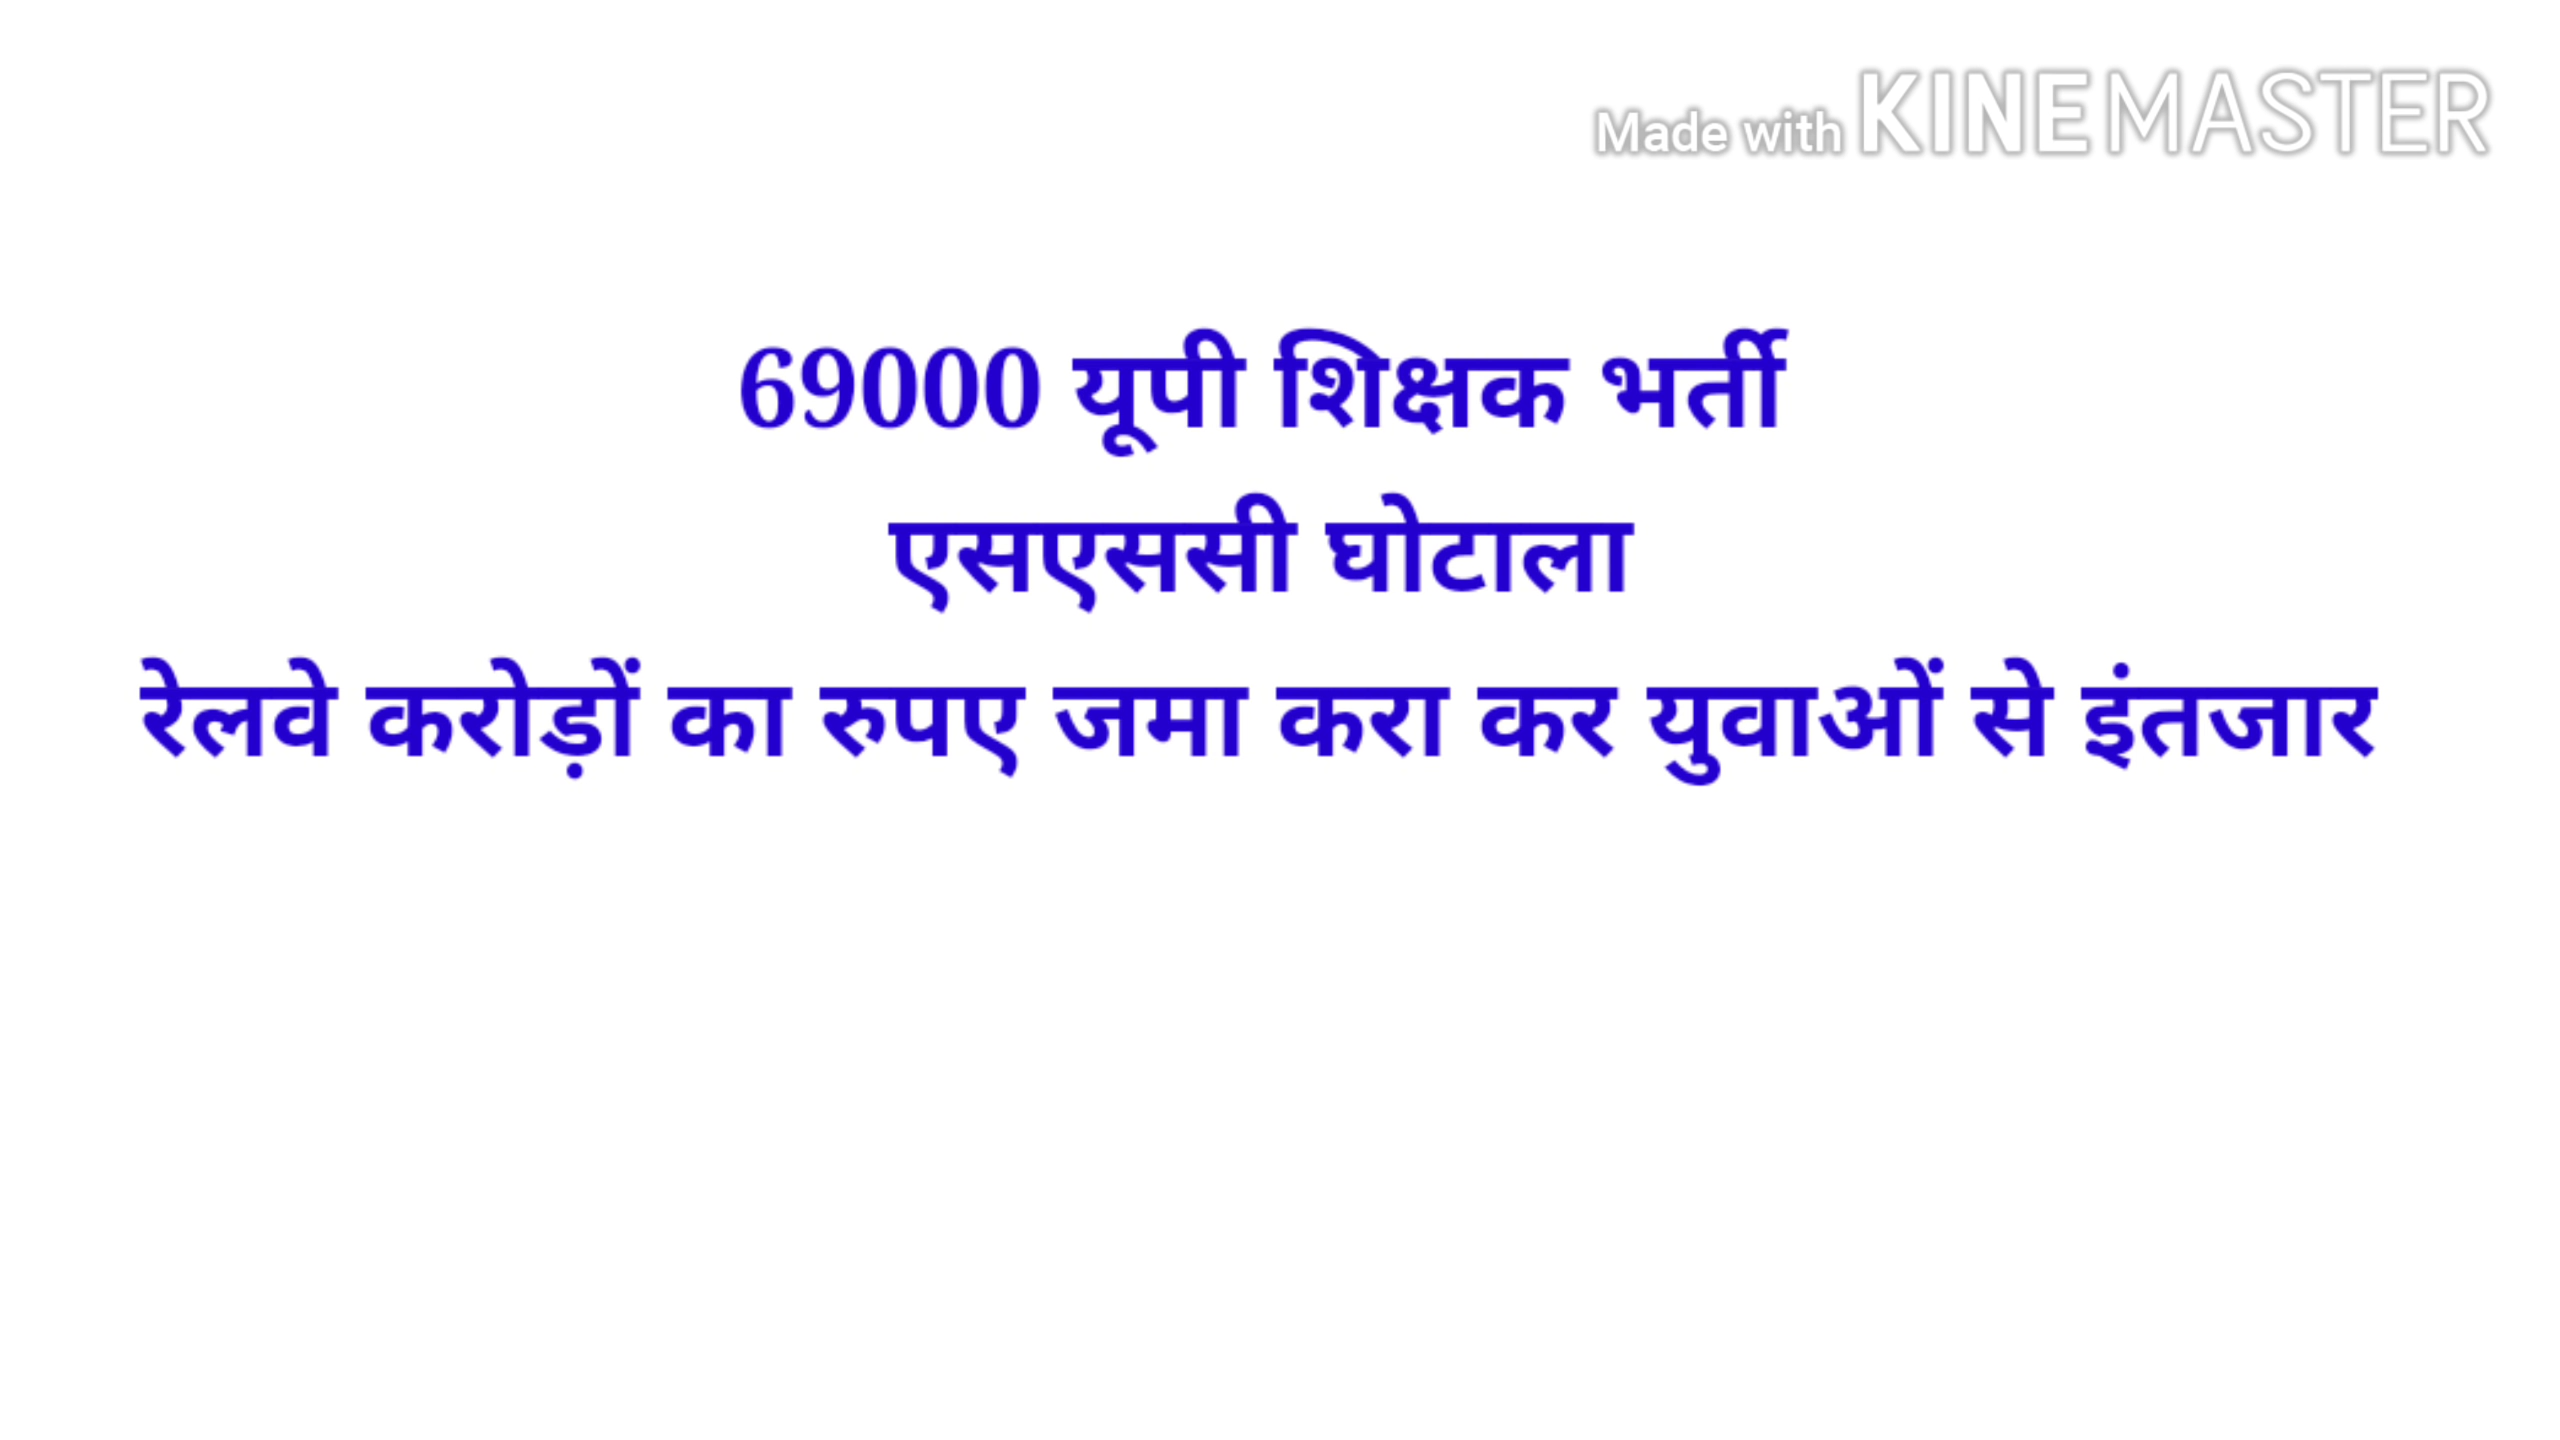 Made with KINEMASTER
69000 यूपी शिक्षक भर्ती
एसएससी घोटाला
रेलवे करोड़ों का रुपए जमा करा कर युवाओं से इंतजार